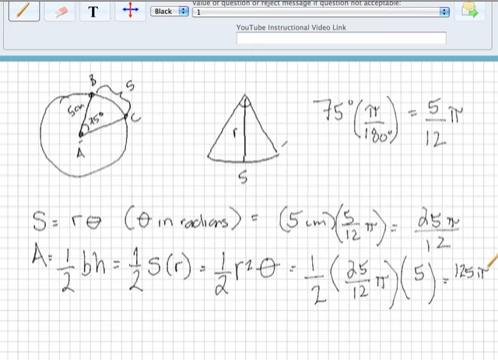 Value of question or reject message if question not acceptable:
T
Black
1
YouTube Instructional Video Link
B
S
5cm
75°
C
A
r
S
75° (π/180°) = 5/12 π
S = rθ (θ in radians) = (5 cm)(5/12 π) = 25π/12
A = 1/2 bh = 1/2 S(r) = 1/2 r²θ = 1/2 (25/12 π)(5) = 125π